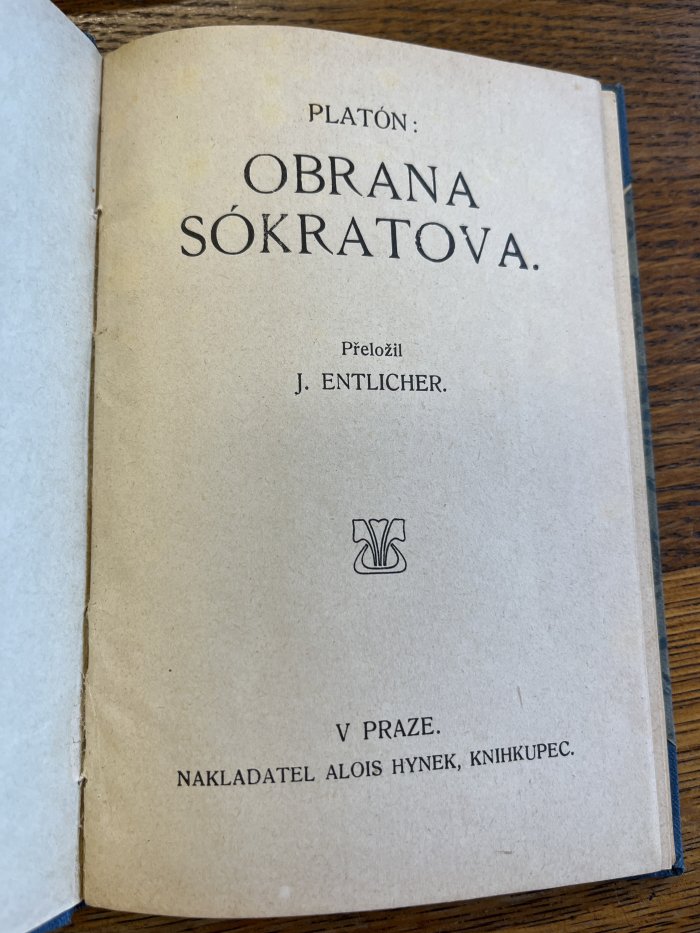 PLATÓN:
OBRANA
SÓKRATOVA.
Přeložil
J. ENTLICHER.
V PRAZE.
NAKLADATEL ALOIS HYNEK, KNIHKUPEC.